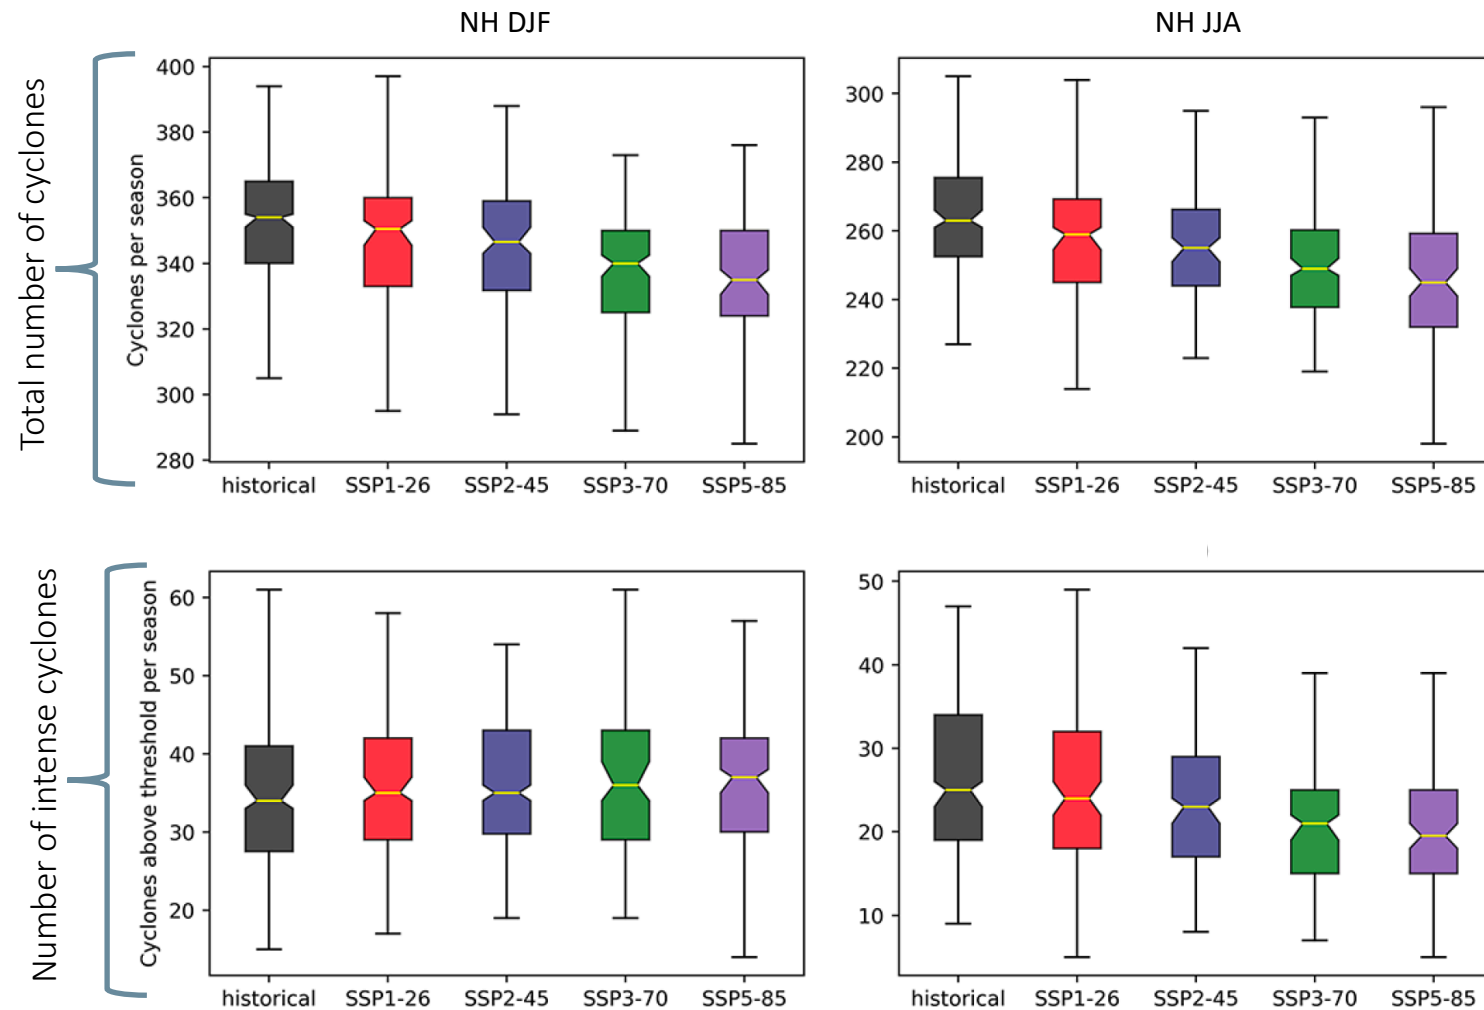 NH DJF
NH JJA
Total number of cyclones
Cyclones per season
400
380
360
340
320
300
280
historical SSP1-26 SSP2-45 SSP3-70 SSP5-85
300
280
260
240
220
200
historical SSP1-26 SSP2-45 SSP3-70 SSP5-85
Number of intense cyclones
Cyclones above threshold per season
60
50
40
30
20
historical SSP1-26 SSP2-45 SSP3-70 SSP5-85
50
40
30
20
10
historical SSP1-26 SSP2-45 SSP3-70 SSP5-85